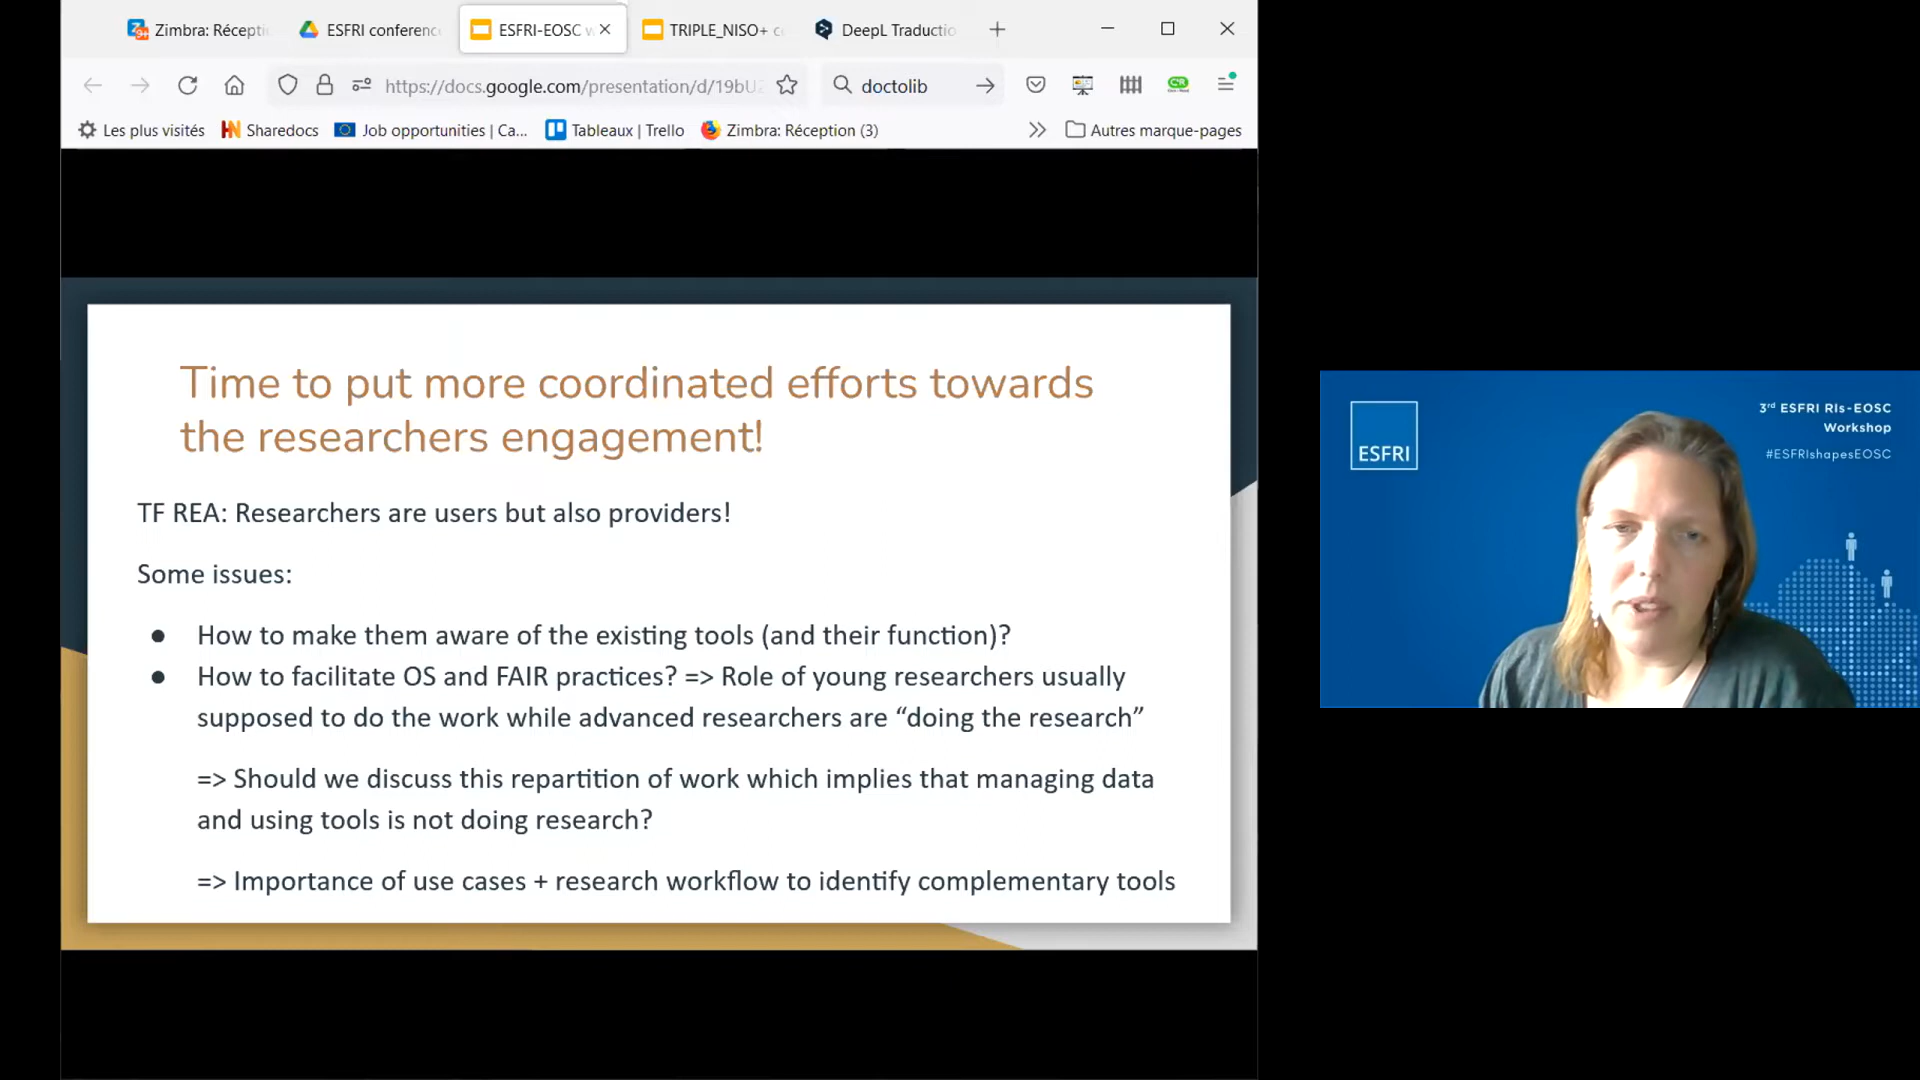 Zimbra: Récepti
ESFRI conference
ESFRI-EOSC w
TRIPLE_NISO+ c
DeepL Traductio
https://docs.google.com/presentation/d/19bU
doctolib
Les plus visités
Sharedocs
Job opportunities | Ca...
Tableaux | Trello
Zimbra: Réception (3)
Autres marque-pages
Time to put more coordinated efforts towards
the researchers engagement!
TF REA: Researchers are users but also providers!
Some issues:
● How to make them aware of the existing tools (and their function)?
● How to facilitate OS and FAIR practices? => Role of young researchers usually
supposed to do the work while advanced researchers are “doing the research”
=> Should we discuss this repartition of work which implies that managing data
and using tools is not doing research?
=> Importance of use cases + research workflow to identify complementary tools
ESFRI
3rd ESFRI RIs-EOSC
Workshop
#ESFRIshapesEOSC